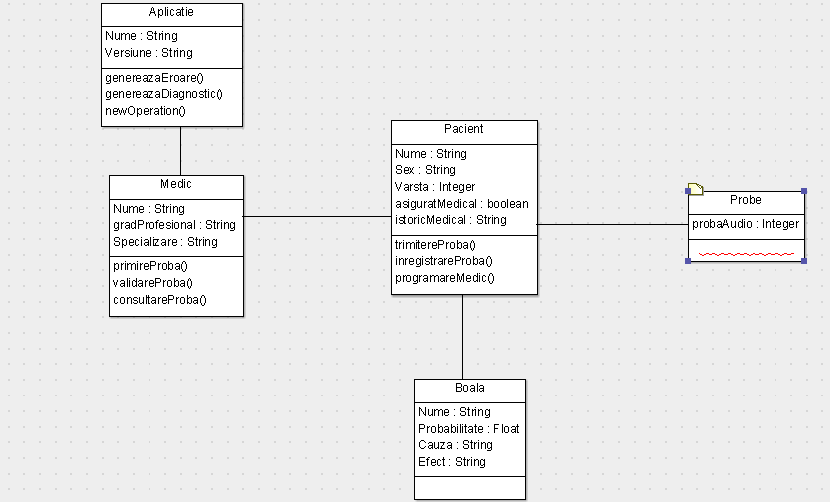 Aplicatie
Nume : String
Versiune : String
genereazaEroare()
genereazaDiagnostic()
newOperation()
Medic
Nume : String
gradProfesional : String
Specializare : String
primireProba()
validareProba()
consultareProba()
Pacient
Nume : String
Sex : String
Varsta : Integer
asiguratMedical : boolean
istoricMedical : String
trimitereProba()
inregistrareProba()
programareMedic()
Probe
probaAudio : Integer
Boala
Nume : String
Probabilitate : Float
Cauza : String
Efect : String